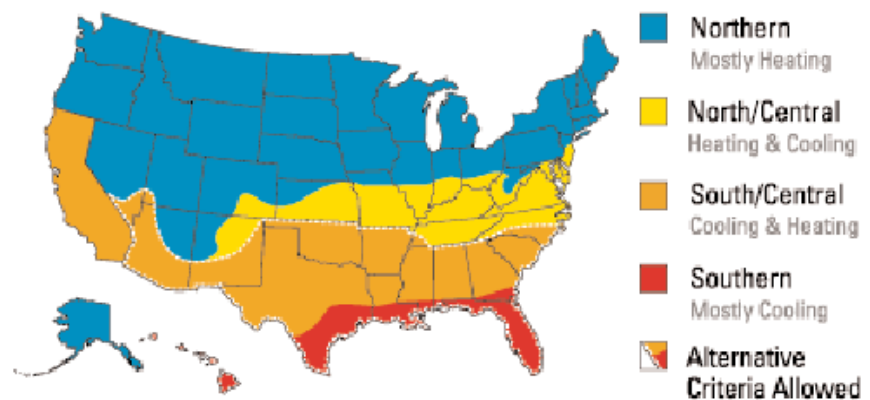 Northern
Mostly Heating
North/Central
Heating & Cooling
South/Central
Cooling & Heating
Southern
Mostly Cooling
Alternative
Criteria Allowed